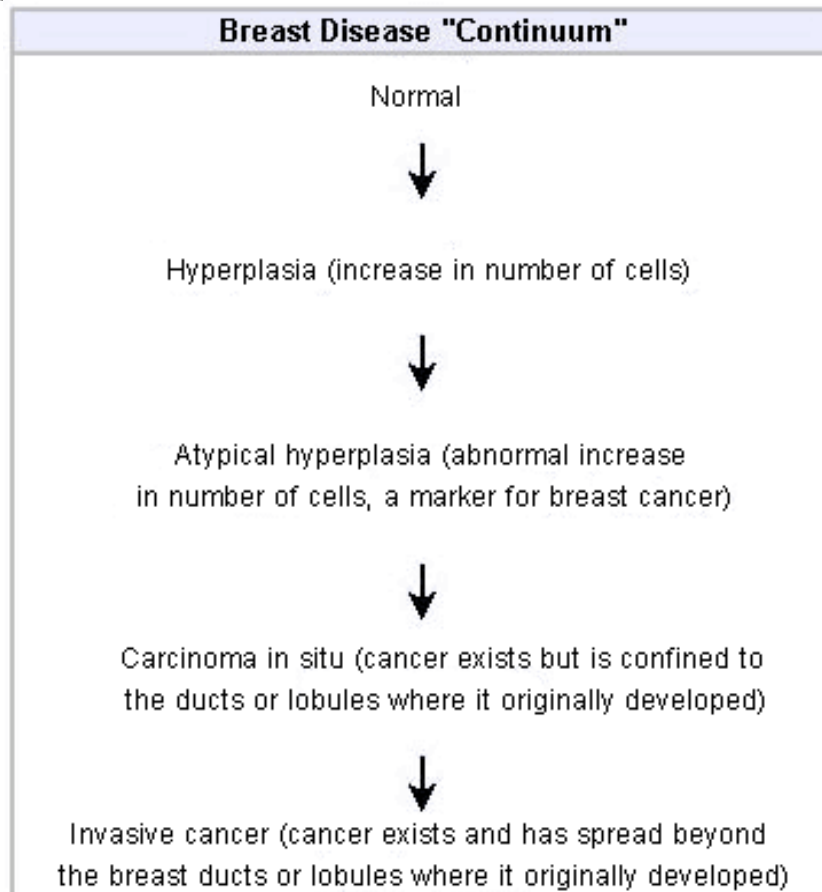 Breast Disease "Continuum"
Normal
Hyperplasia (increase in number of cells)
Atypical hyperplasia (abnormal increase
in number of cells, a marker for breast cancer)
Carcinoma in situ (cancer exists but is confined to
the ducts or lobules where it originally developed)
Invasive cancer (cancer exists and has spread beyond
the breast ducts or lobules where it originally developed)